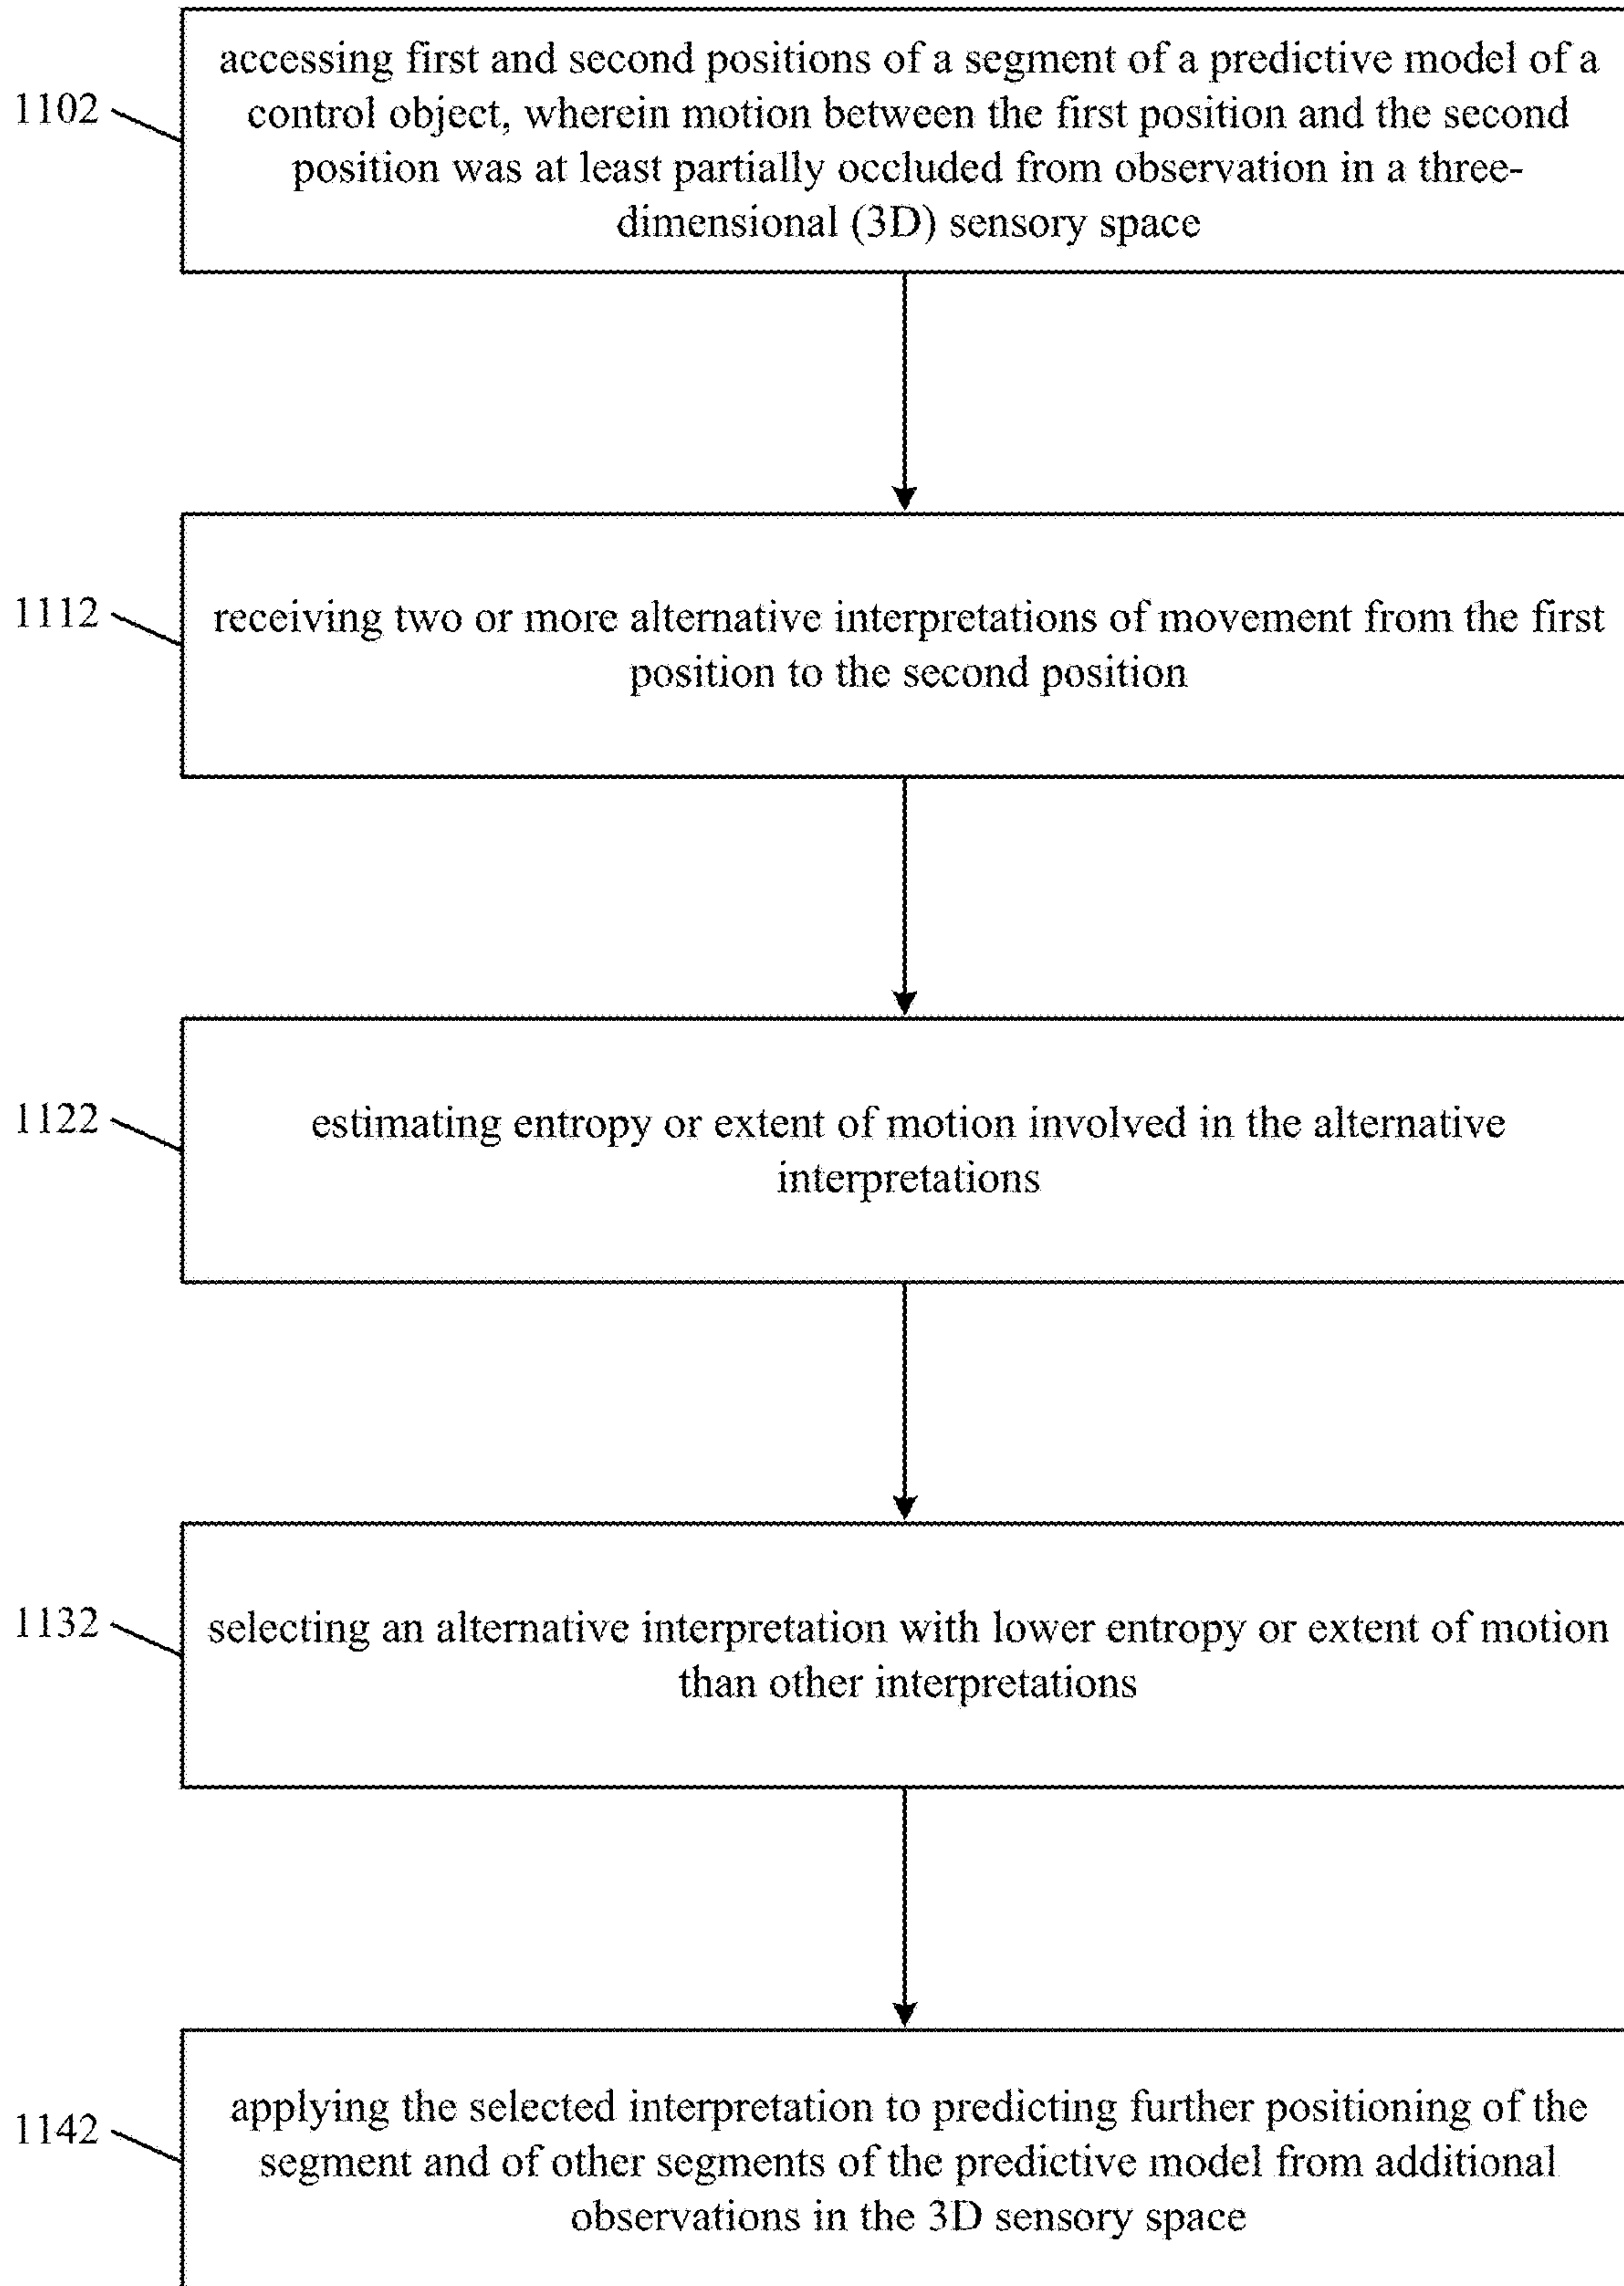 1102
accessing first and second positions of a segment of a predictive model of a
control object, wherein motion between the first position and the second
position was at least partially occluded from observation in a three-
dimensional (3D) sensory space
1112
receiving two or more alternative interpretations of movement from the first
position to the second position
1122
estimating entropy or extent of motion involved in the alternative
interpretations
1132
selecting an alternative interpretation with lower entropy or extent of motion
than other interpretations
1142
applying the selected interpretation to predicting further positioning of the
segment and of other segments of the predictive model from additional
observations in the 3D sensory space